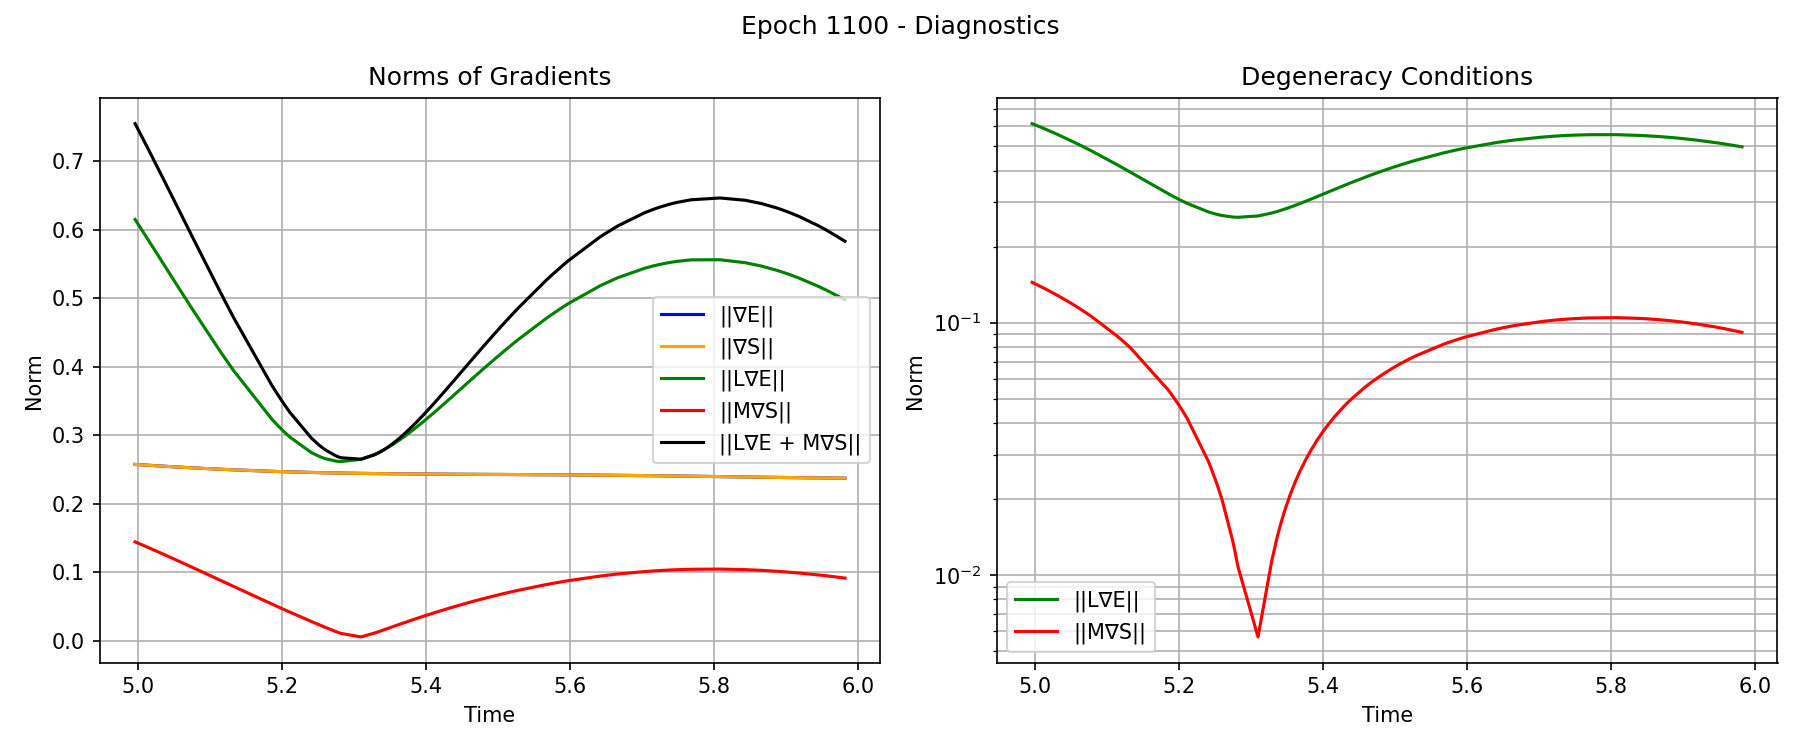 Epoch 1100 - Diagnostics
Norms of Gradients
Norm
0.7
0.6
0.5
0.4
0.3
0.2
0.1
0.0
||∇E||
||∇S||
||L∇E||
||M∇S||
||L∇E + M∇S||
5.0 5.2 5.4 5.6 5.8 6.0
Time
Degeneracy Conditions
Norm
10⁻¹
10⁻²
||L∇E||
||M∇S||
5.0 5.2 5.4 5.6 5.8 6.0
Time